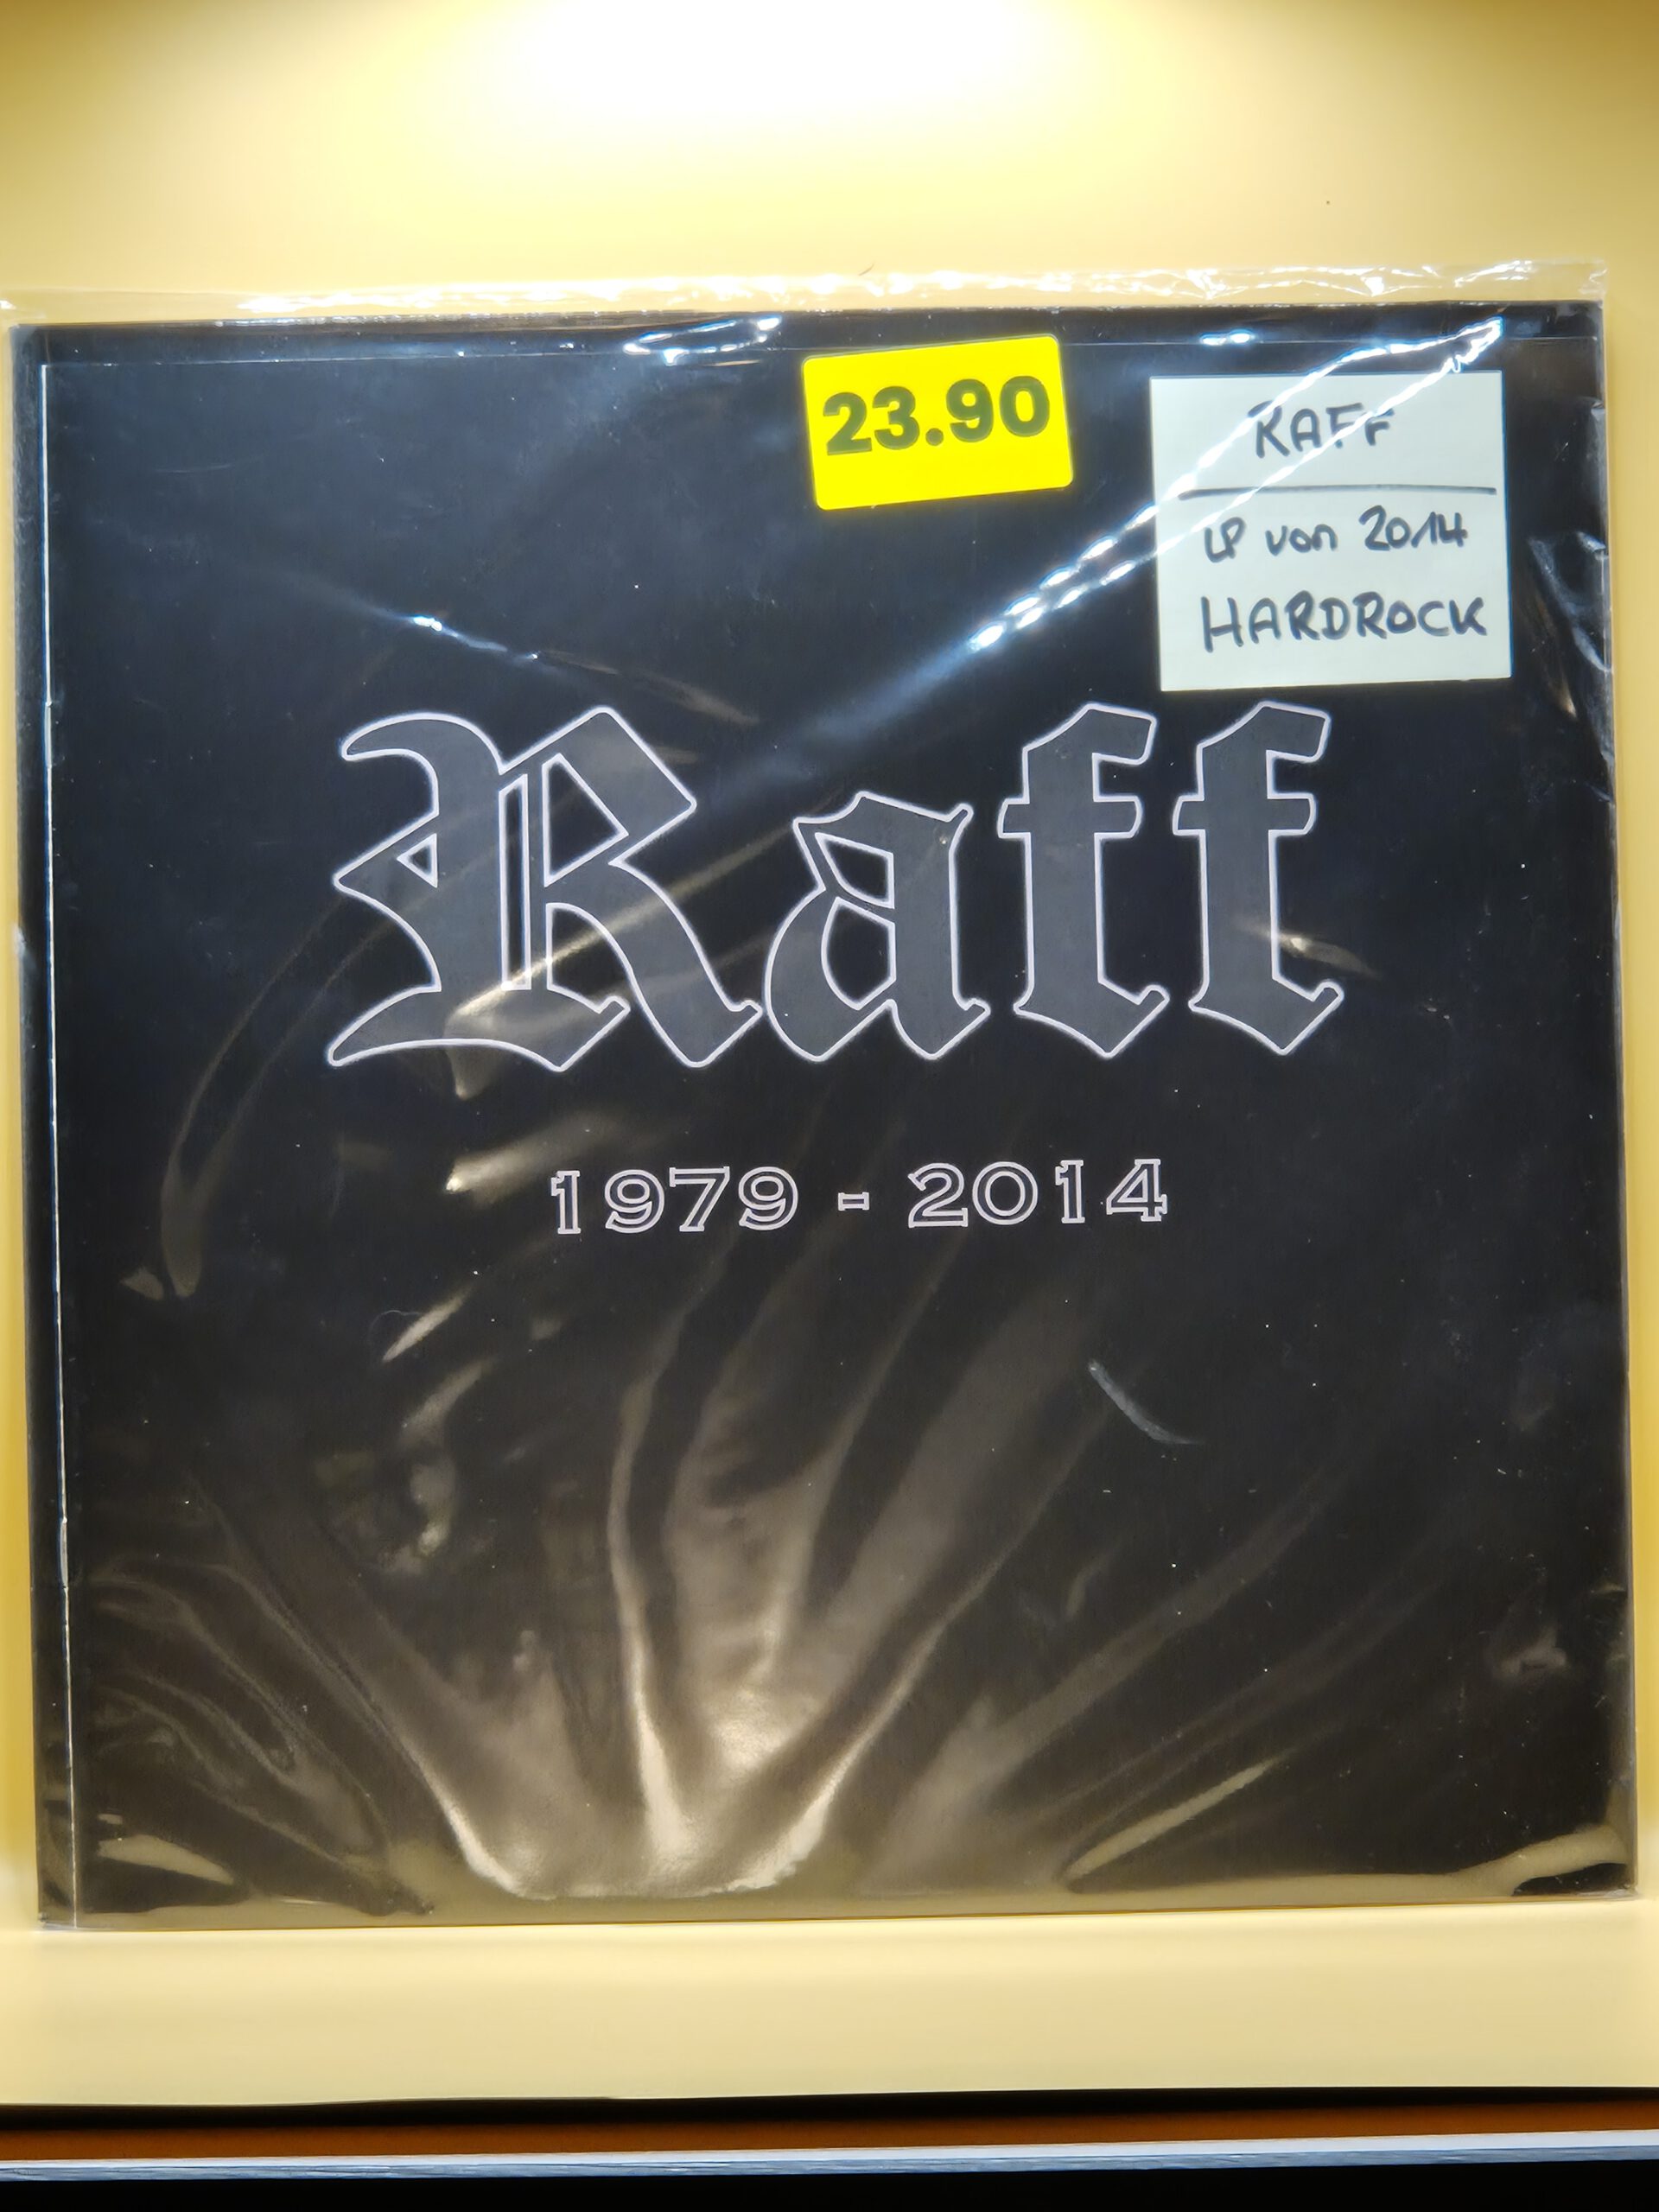 23.90
RAFF
LP von 2014
HARDROCK
Raff
1979 - 2014